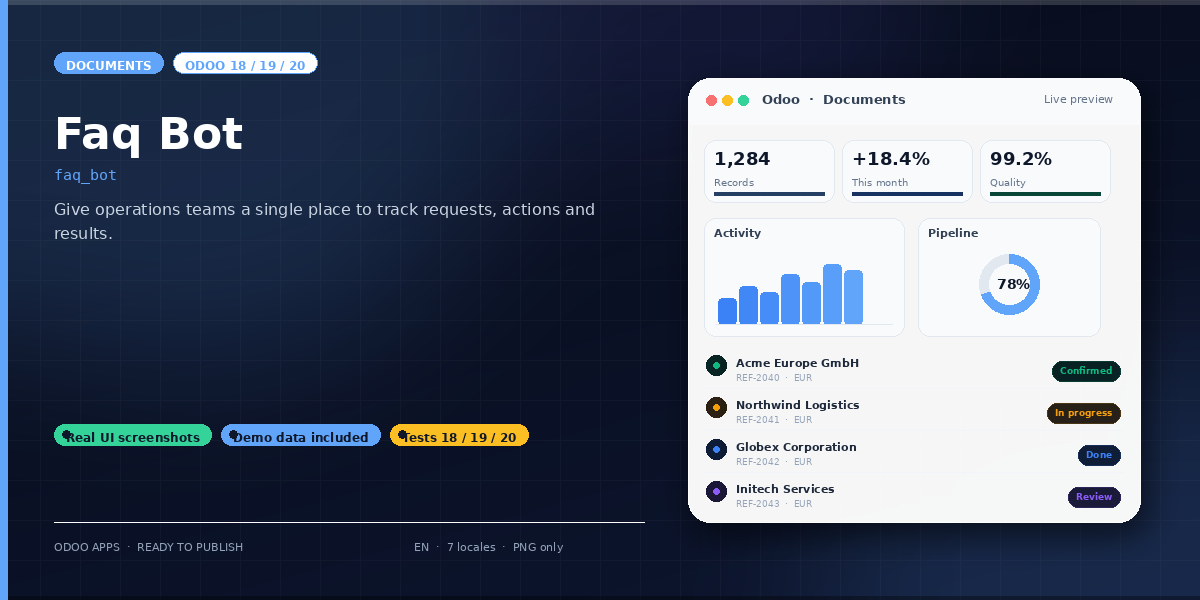 DOCUMENTS
ODOO 18 / 19 / 20
Faq Bot
faq_bot
Give operations teams a single place to track requests, actions and
results.
Real UI screenshots
Demo data included
Tests 18 / 19 / 20
ODOO APPS · READY TO PUBLISH
EN · 7 locales · PNG only
Odoo · Documents
Live preview
1,284
Records
+18.4%
This month
99.2%
Quality
Activity
Pipeline
78%
Acme Europe GmbH
REF-2040 · EUR
Confirmed
Northwind Logistics
REF-2041 · EUR
In progress
Globex Corporation
REF-2042 · EUR
Done
Initech Services
REF-2043 · EUR
Review